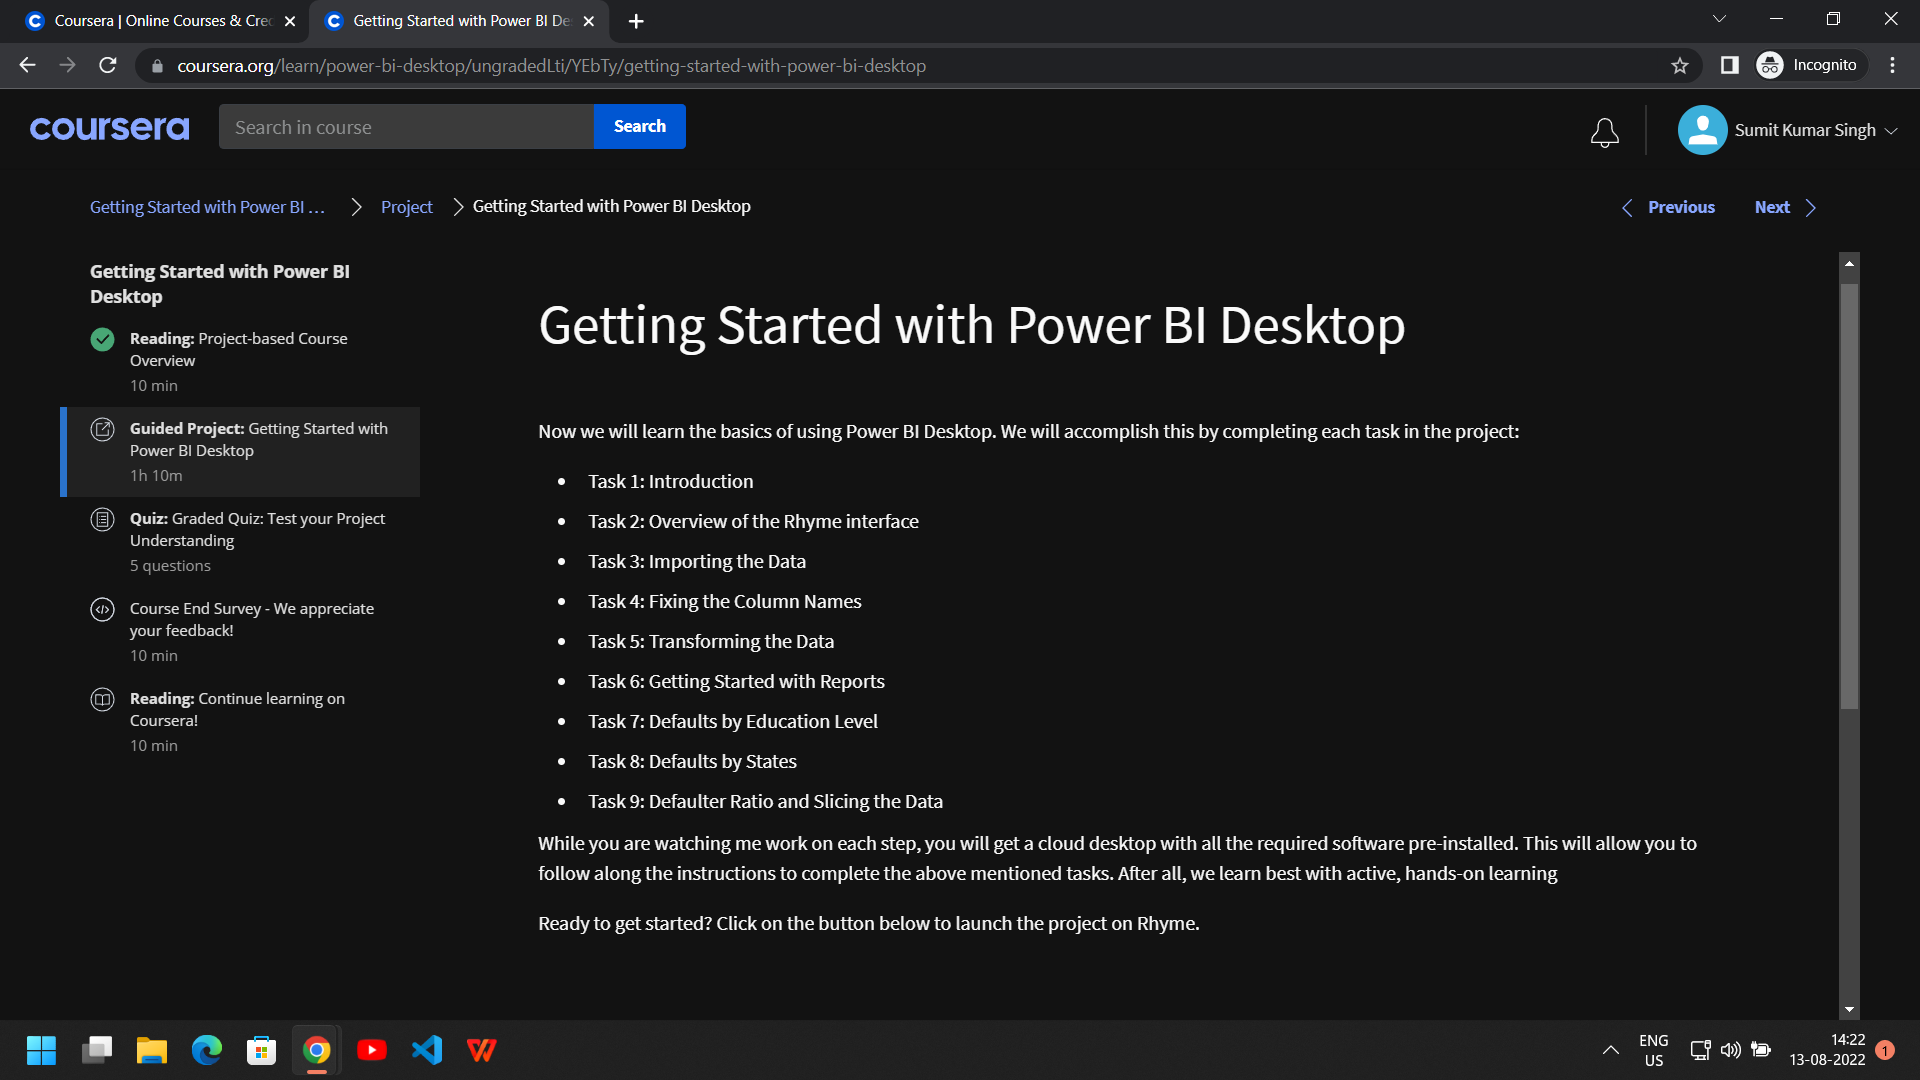 Coursera | Online Courses & Cre
Getting Started with Power BI De
coursera.org/learn/power-bi-desktop/ungradedLti/YEbTy/getting-started-with-power-bi-desktop
Incognito
coursera
Search in course
Search
Sumit Kumar Singh
Getting Started with Power BI ...
Project
Getting Started with Power BI Desktop
Previous
Next
Getting Started with Power BI
Desktop
Reading: Project-based Course
Overview
10 min
Guided Project: Getting Started with
Power BI Desktop
1h 10m
Quiz: Graded Quiz: Test your Project
Understanding
5 questions
Course End Survey - We appreciate
your feedback!
10 min
Reading: Continue learning on
Coursera!
10 min
Getting Started with Power BI Desktop
Now we will learn the basics of using Power BI Desktop. We will accomplish this by completing each task in the project:
• Task 1: Introduction
• Task 2: Overview of the Rhyme interface
• Task 3: Importing the Data
• Task 4: Fixing the Column Names
• Task 5: Transforming the Data
• Task 6: Getting Started with Reports
• Task 7: Defaults by Education Level
• Task 8: Defaults by States
• Task 9: Defaulter Ratio and Slicing the Data
While you are watching me work on each step, you will get a cloud desktop with all the required software pre-installed. This will allow you to
follow along the instructions to complete the above mentioned tasks. After all, we learn best with active, hands-on learning
Ready to get started? Click on the button below to launch the project on Rhyme.
ENG
US
14:22
13-08-2022
1